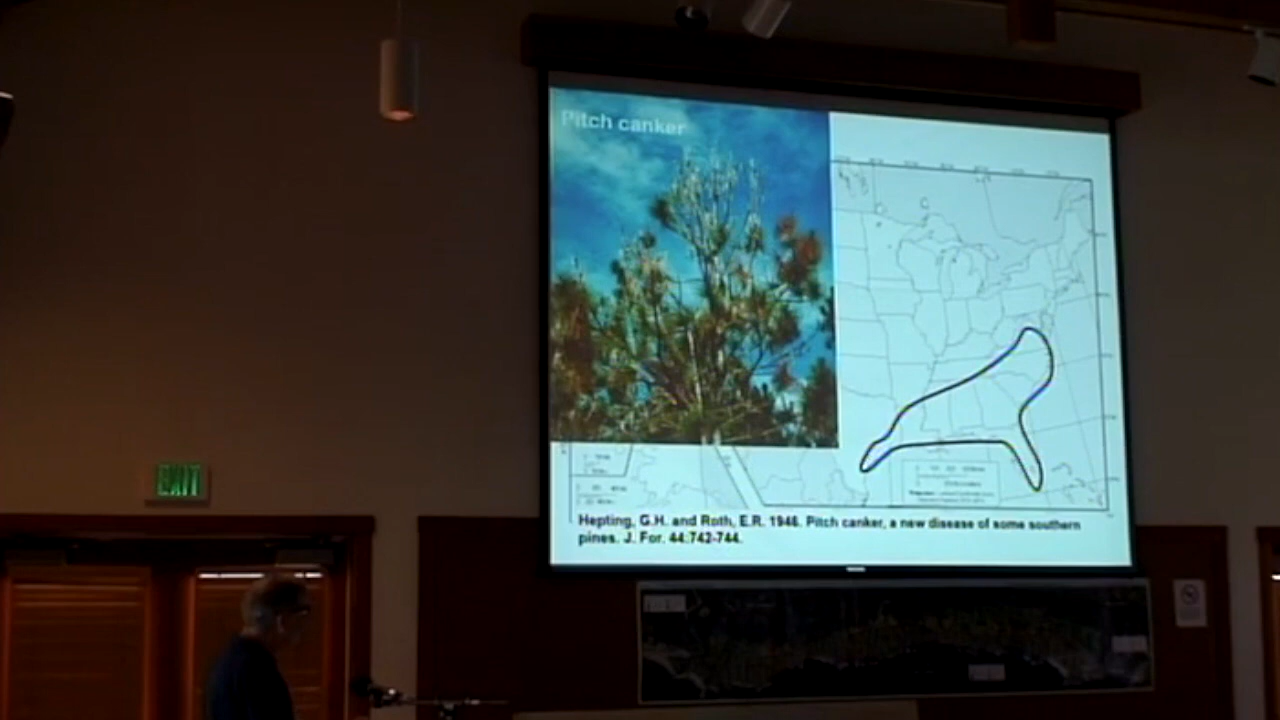 Pitch canker
EXIT
Hepting, G.H. and Roth, E.R. 1946. Pitch canker, a new disease of some southern
pines. J. For. 44:742-744.